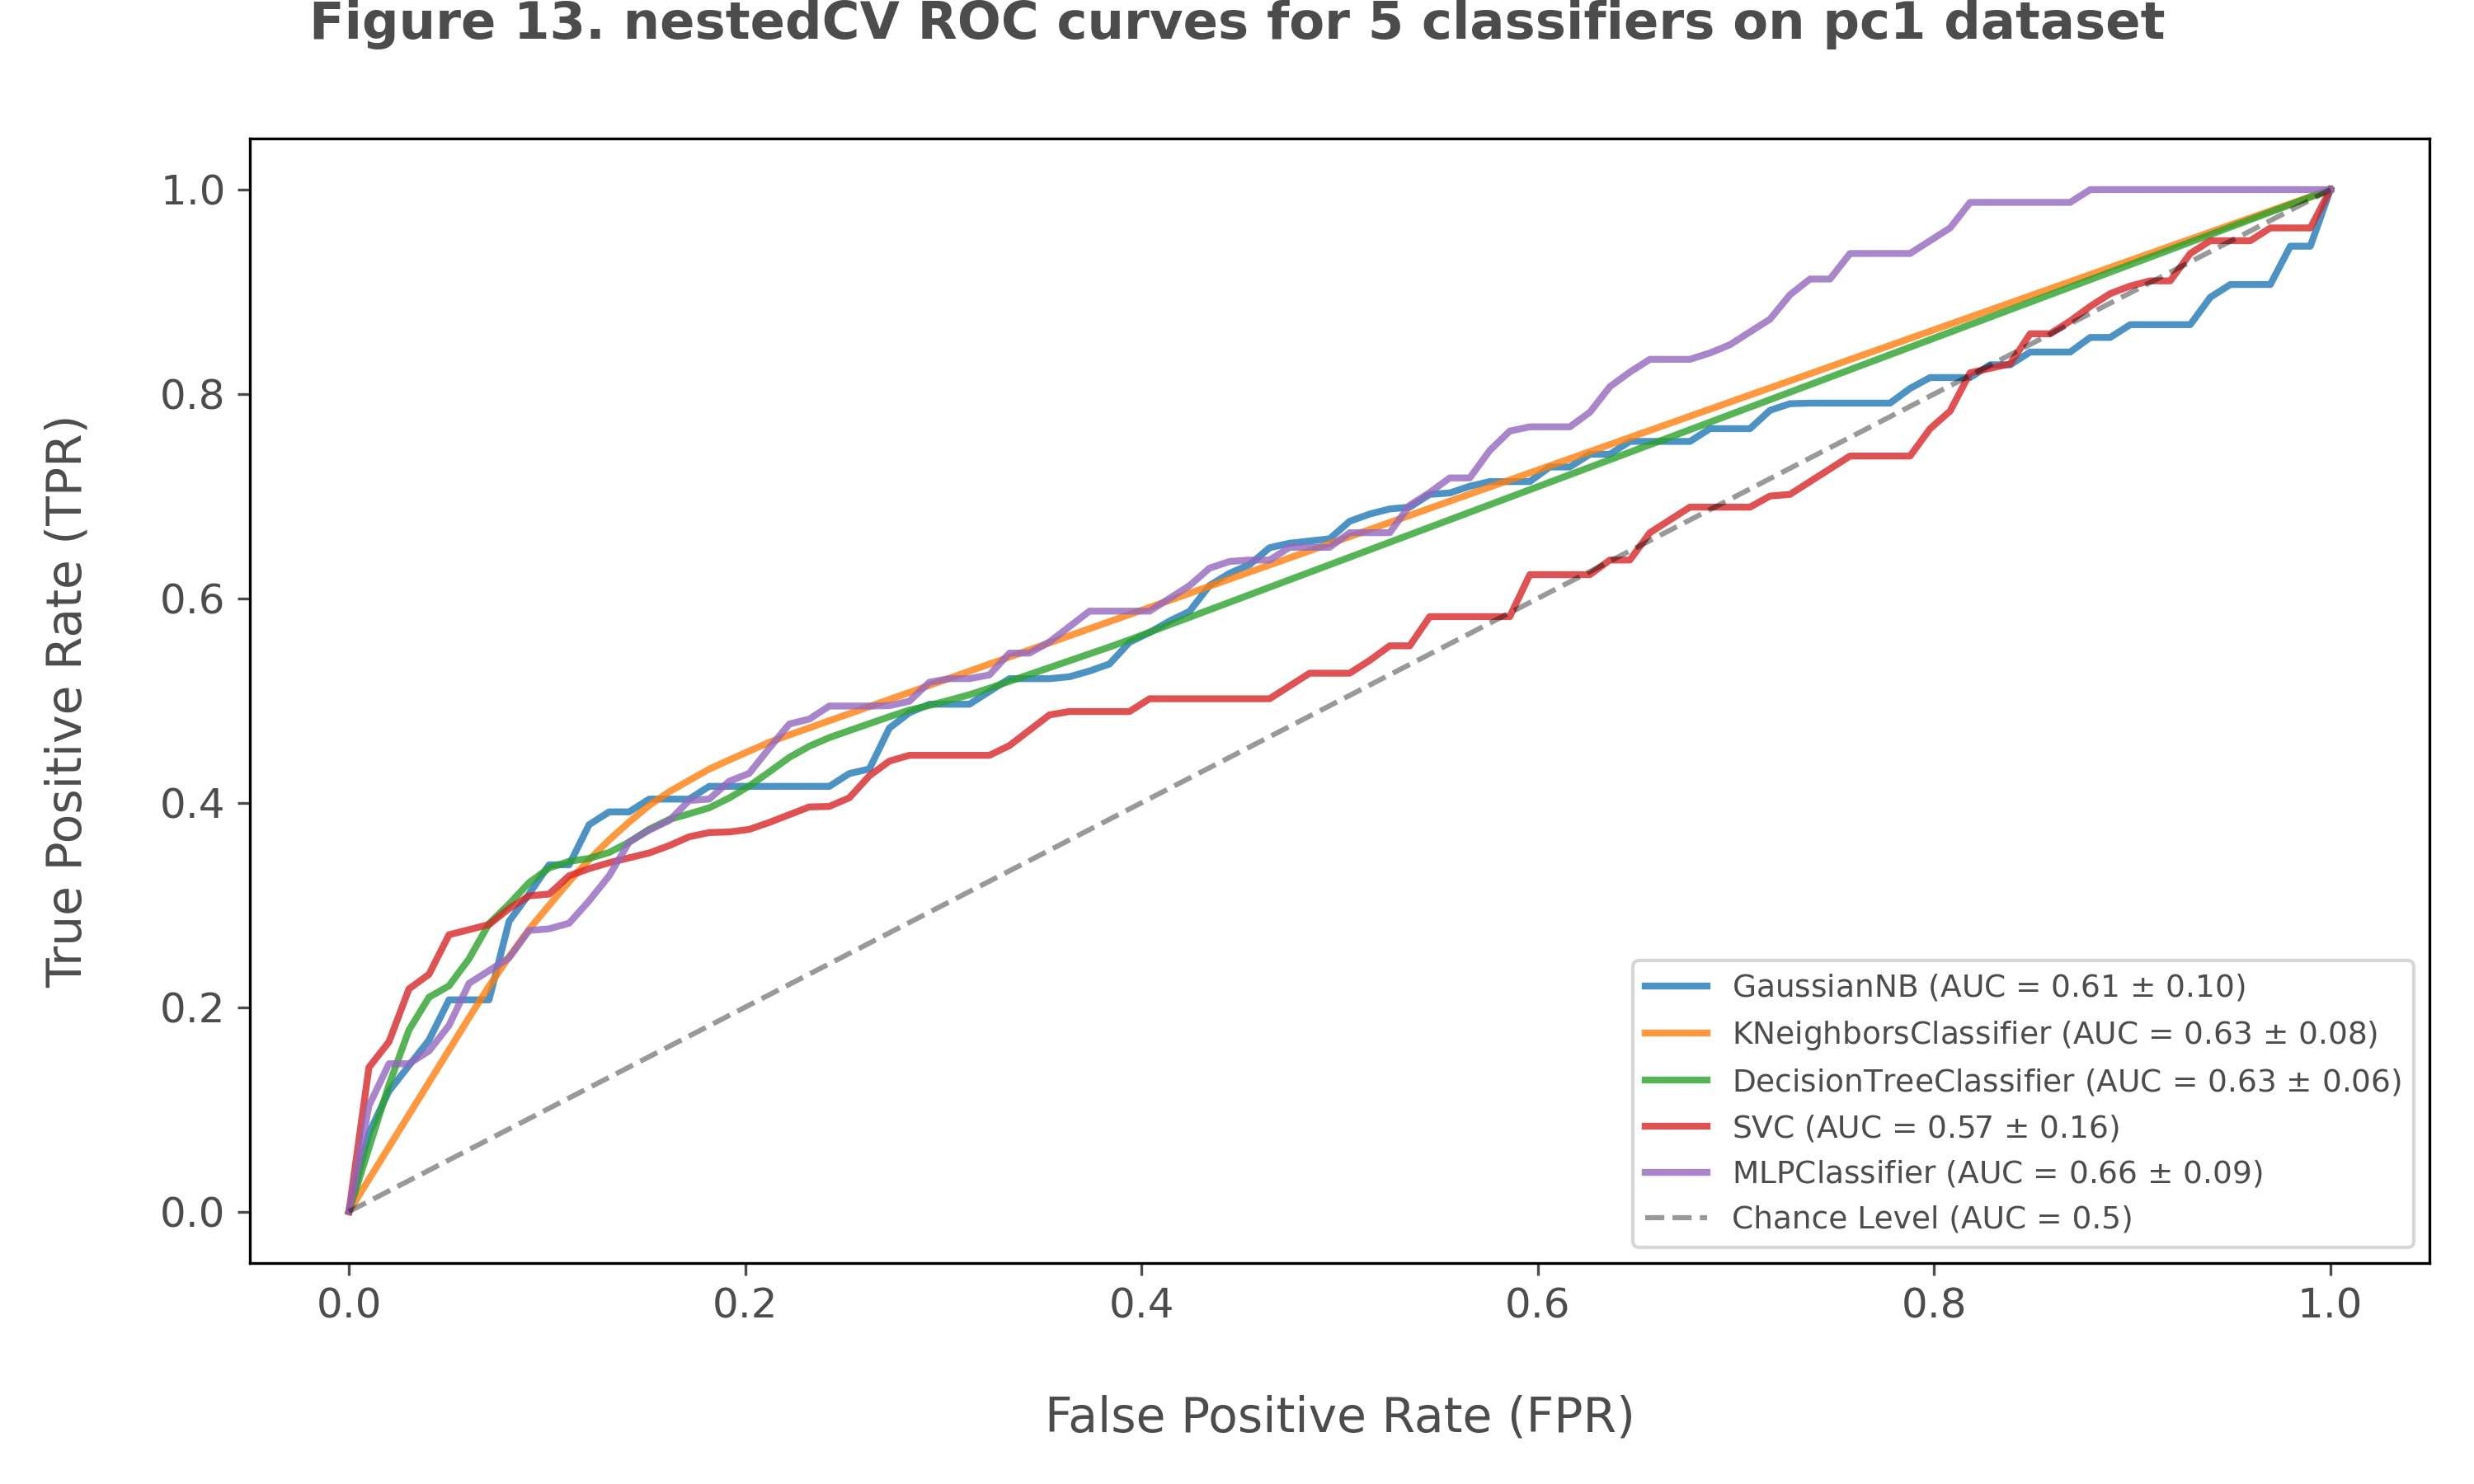 Figure 13. nestedCV ROC curves for 5 classifiers on pc1 dataset
True Positive Rate (TPR)
1.0
0.8
0.6
0.4
0.2
0.0
0.0 0.2 0.4 0.6 0.8 1.0
False Positive Rate (FPR)
GaussianNB (AUC = 0.61 ± 0.10)
KNeighborsClassifier (AUC = 0.63 ± 0.08)
DecisionTreeClassifier (AUC = 0.63 ± 0.06)
SVC (AUC = 0.57 ± 0.16)
MLPClassifier (AUC = 0.66 ± 0.09)
Chance Level (AUC = 0.5)